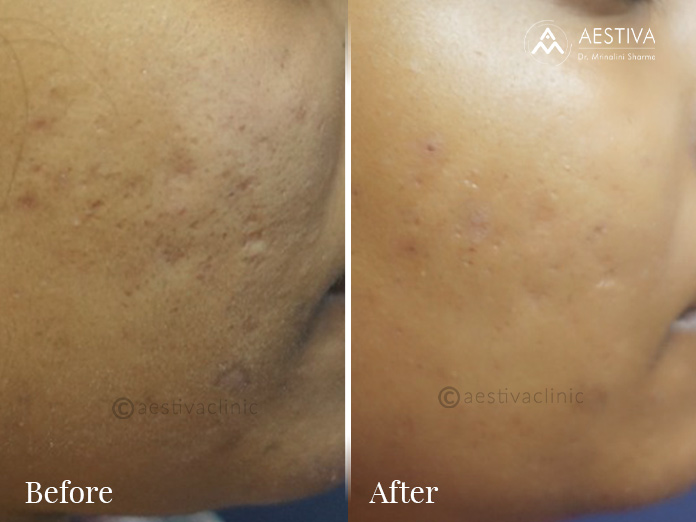 AESTIVA
Dr. Mrinalini Sharma
©aestivaclinic
©aestivaclinic
Before
After